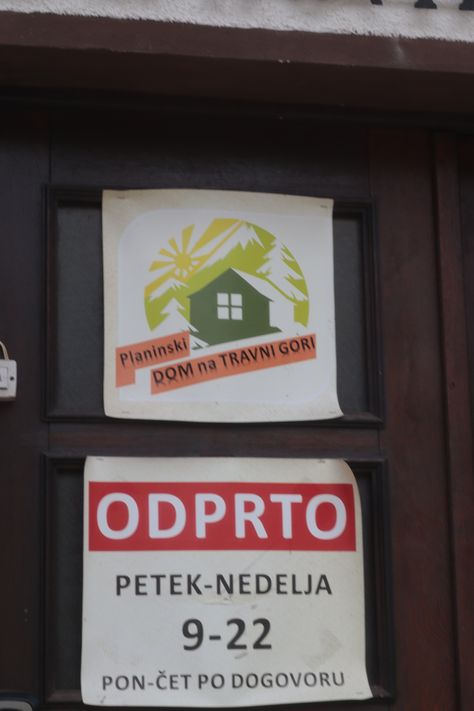 Planinski
DOM na TRAVNI GORI
ODPRTO
PETEK-NEDELJA
9-22
PON-ČET PO DOGOVORU